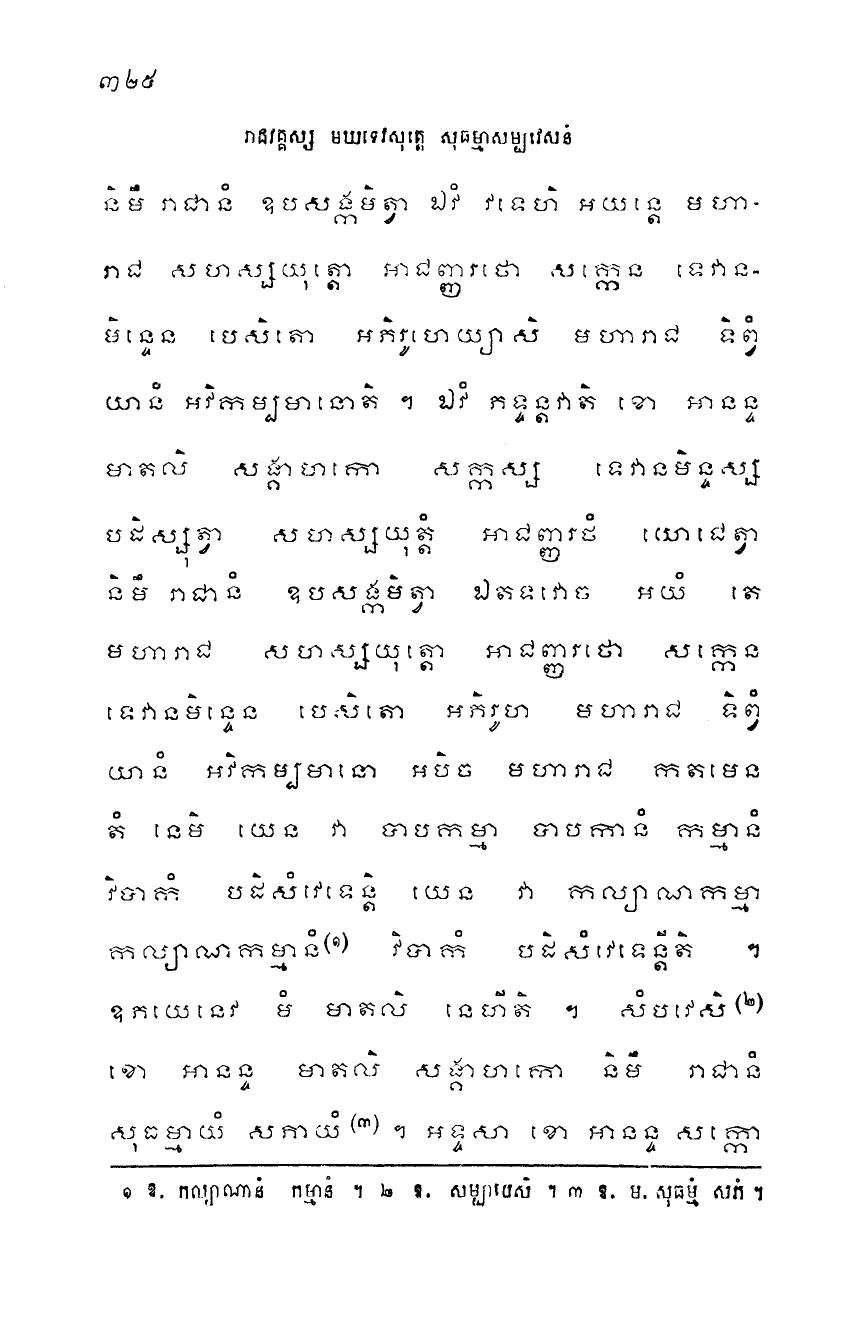 ៣២៥
រាជវគ្គស្ស មឃទេវសុត្តេ សុធម្មាសម្បវេសនំ
និមឹ រាជានំ ឧបសង្កមិត្វា ឯវំ វទេហិ អយន្តេ មហា-
រាជ សហស្សយុត្តោ អាជញ្ញរថោ សក្កេន ទេវាន-
មិន្ទេន បេសិតោ អភិរូហេយ្យាសិ មហារាជ ទិព្វំ
យានំ អវិកម្បមានោតិ ។ ឯវំ ភទ្ទន្តវាតិ ខោ អានន្ទ
មាតលិ សង្គាហកោ សក្កស្ស ទេវានមិន្ទស្ស
បដិស្សុត្វា សហស្សយុត្តំ អាជញ្ញរថំ យោជេត្វា
និមឹ រាជានំ ឧបសង្កមិត្វា ឯតទវោច អយំ តេ
មហារាជ សហស្សយុត្តោ អាជញ្ញរថោ សក្កេន
ទេវានមិន្ទេន បេសិតោ អភិរូហ មហារាជ ទិព្វំ
យានំ អវិកម្បមានោ អបិច មហារាជ កតមេន
តំ នេមិ យេន វា បាបកម្មា បាបកានំ កម្មានំ
វិបាកំ បដិសំវេទេន្តិ យេន វា កល្យាណកម្មា
កល្យាណកម្មានំ(១) វិបាកំ បដិសំវេទេន្តីតិ ។
ឧភយេនេវ មំ មាតលិ នេហីតិ ។ សំបវេសិ(២)
ខោ អានន្ទ មាតលិ សង្គាហកោ និមឹ រាជានំ
សុធម្មាយំ សភាយំ(៣) ។ អទ្ទសា ខោ អានន្ទ សក្កោ
១ ឱ. កល្យាណានំ កម្មានំ ។ ២ ឱ. សម្បាបេសិ ។ ៣ ឱ. ម. សុធម្មំ សភំ ។